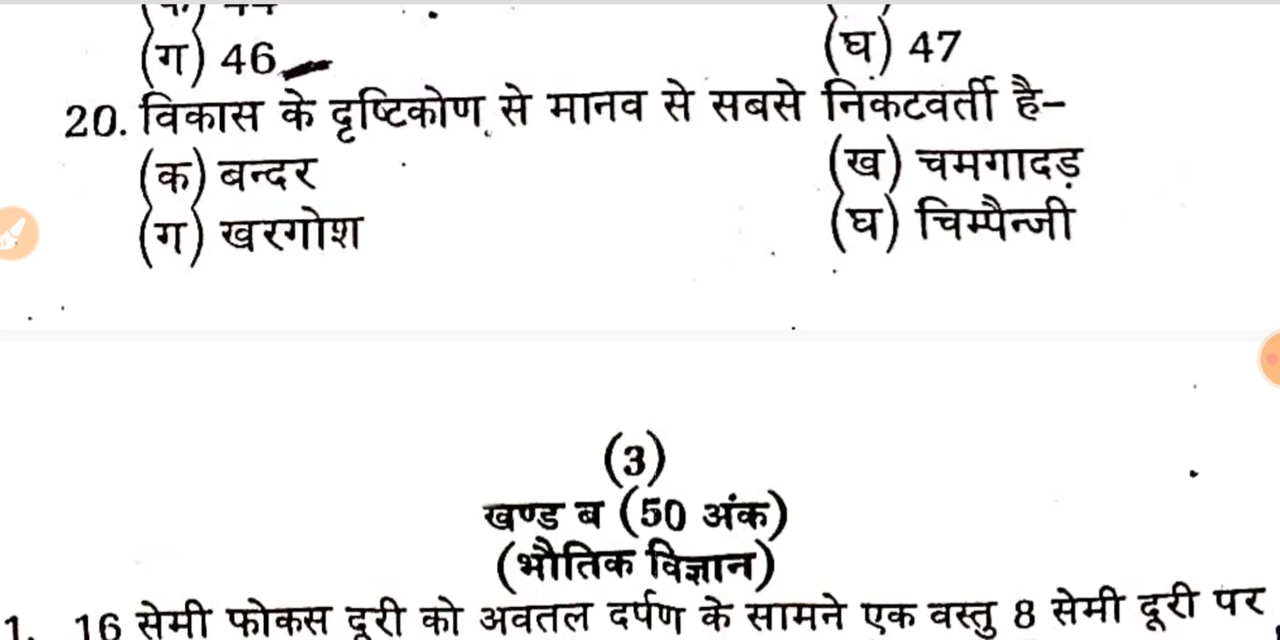 (ग) 46 (घ) 47
20. विकास के दृष्टिकोण से मानव से सबसे निकटवर्ती है-
(क) बन्दर (ख) चमगादड़
(ग) खरगोश (घ) चिम्पैन्जी
(3)
खण्ड ब (50 अंक)
(भौतिक विज्ञान)
1. 16 सेमी फोकस दूरी को अवतल दर्पण के सामने एक वस्तु 8 सेमी दूरी पर